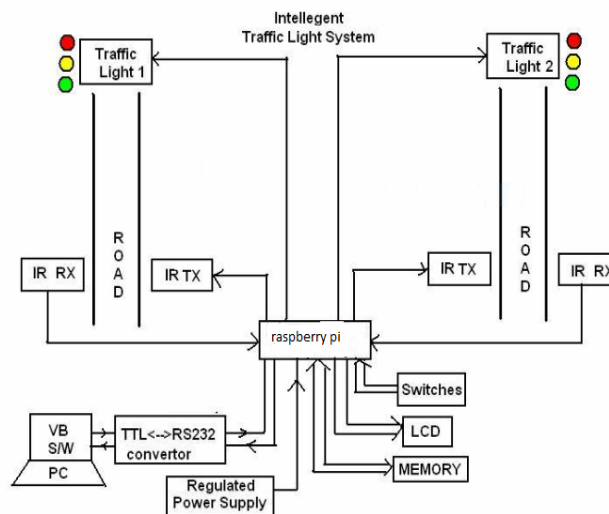 Intellegent
Traffic Light System
Traffic
Light 1
Traffic
Light 2
R
O
A
D
R
O
A
D
IR RX
IR TX
IR TX
IR RX
raspberry pi
Switches
VB
S/W
PC
TTL<-->RS232
convertor
LCD
MEMORY
Regulated
Power Supply